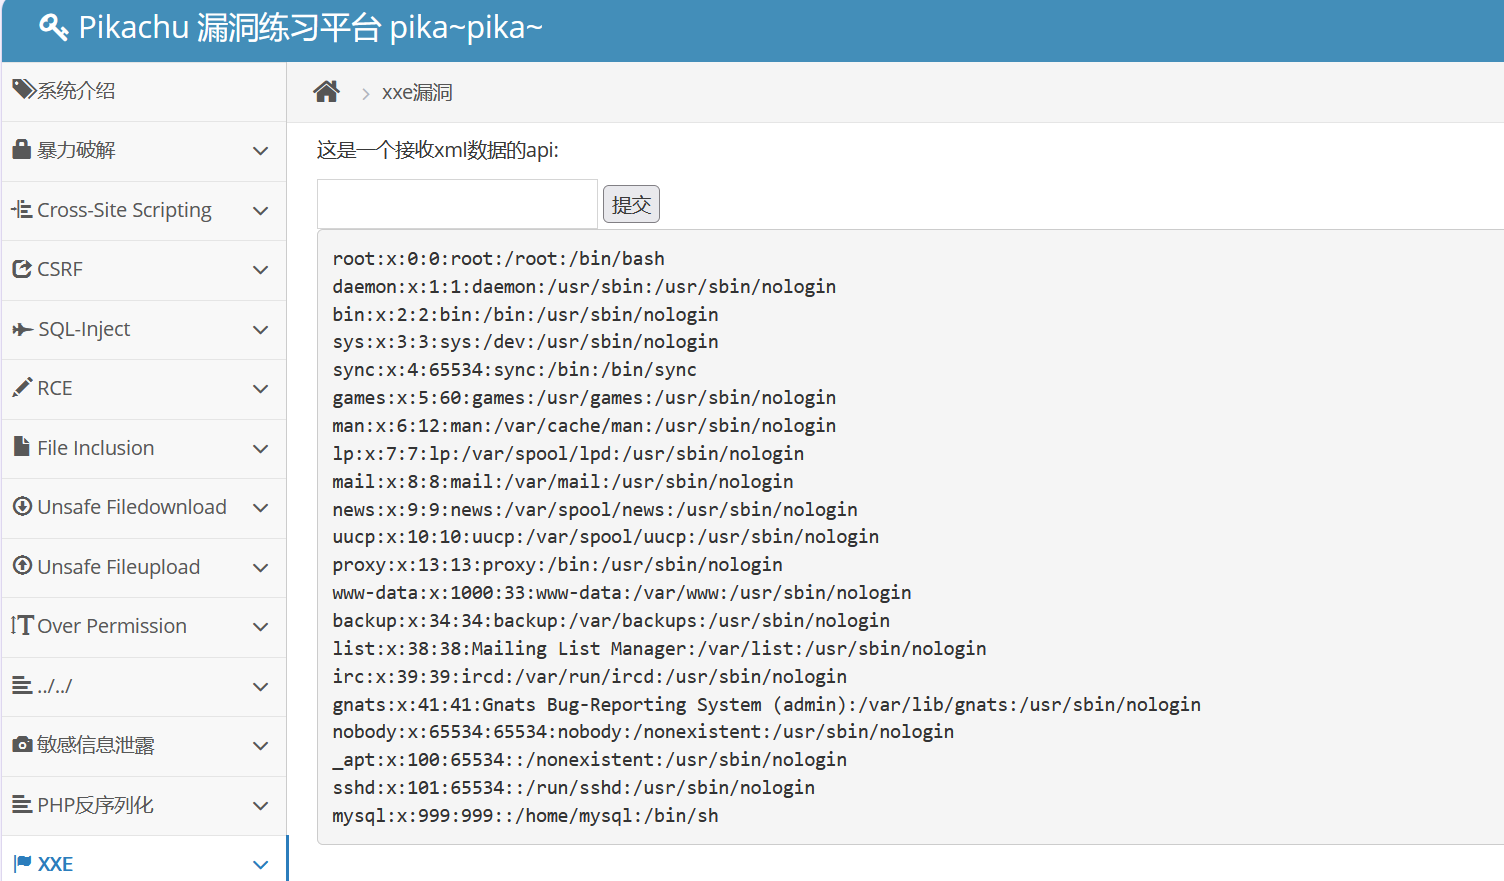 Pikachu 漏洞练习平台 pika~pika~
系统介绍
暴力破解
Cross-Site Scripting
CSRF
SQL-Inject
RCE
File Inclusion
Unsafe Filedownload
Unsafe Fileupload
Over Permission
../../
敏感信息泄露
PHP反序列化
XXE
xxe漏洞
这是一个接收xml数据的api:
提交
root:x:0:0:root:/root:/bin/bash
daemon:x:1:1:daemon:/usr/sbin:/usr/sbin/nologin
bin:x:2:2:bin:/bin:/usr/sbin/nologin
sys:x:3:3:sys:/dev:/usr/sbin/nologin
sync:x:4:65534:sync:/bin:/bin/sync
games:x:5:60:games:/usr/games:/usr/sbin/nologin
man:x:6:12:man:/var/cache/man:/usr/sbin/nologin
lp:x:7:7:lp:/var/spool/lpd:/usr/sbin/nologin
mail:x:8:8:mail:/var/mail:/usr/sbin/nologin
news:x:9:9:news:/var/spool/news:/usr/sbin/nologin
uucp:x:10:10:uucp:/var/spool/uucp:/usr/sbin/nologin
proxy:x:13:13:proxy:/bin:/usr/sbin/nologin
www-data:x:1000:33:www-data:/var/www:/usr/sbin/nologin
backup:x:34:34:backup:/var/backups:/usr/sbin/nologin
list:x:38:38:Mailing List Manager:/var/list:/usr/sbin/nologin
irc:x:39:39:ircd:/var/run/ircd:/usr/sbin/nologin
gnats:x:41:41:Gnats Bug-Reporting System (admin):/var/lib/gnats:/usr/sbin/nologin
nobody:x:65534:65534:nobody:/nonexistent:/usr/sbin/nologin
_apt:x:100:65534::/nonexistent:/usr/sbin/nologin
sshd:x:101:65534::/run/sshd:/usr/sbin/nologin
mysql:x:999:999::/home/mysql:/bin/sh